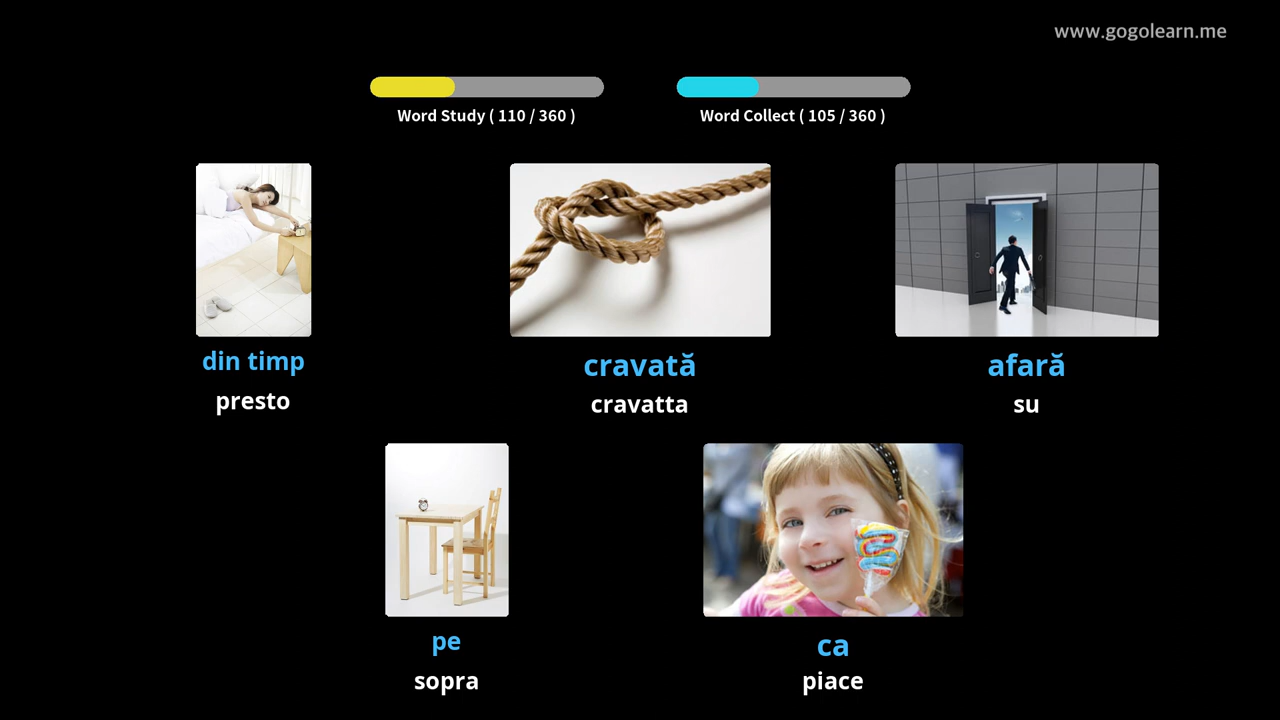 www.gogolearn.me
Word Study ( 110 / 360 )
Word Collect ( 105 / 360 )
din timp
presto
cravată
cravatta
afară
su
pe
sopra
ca
piace